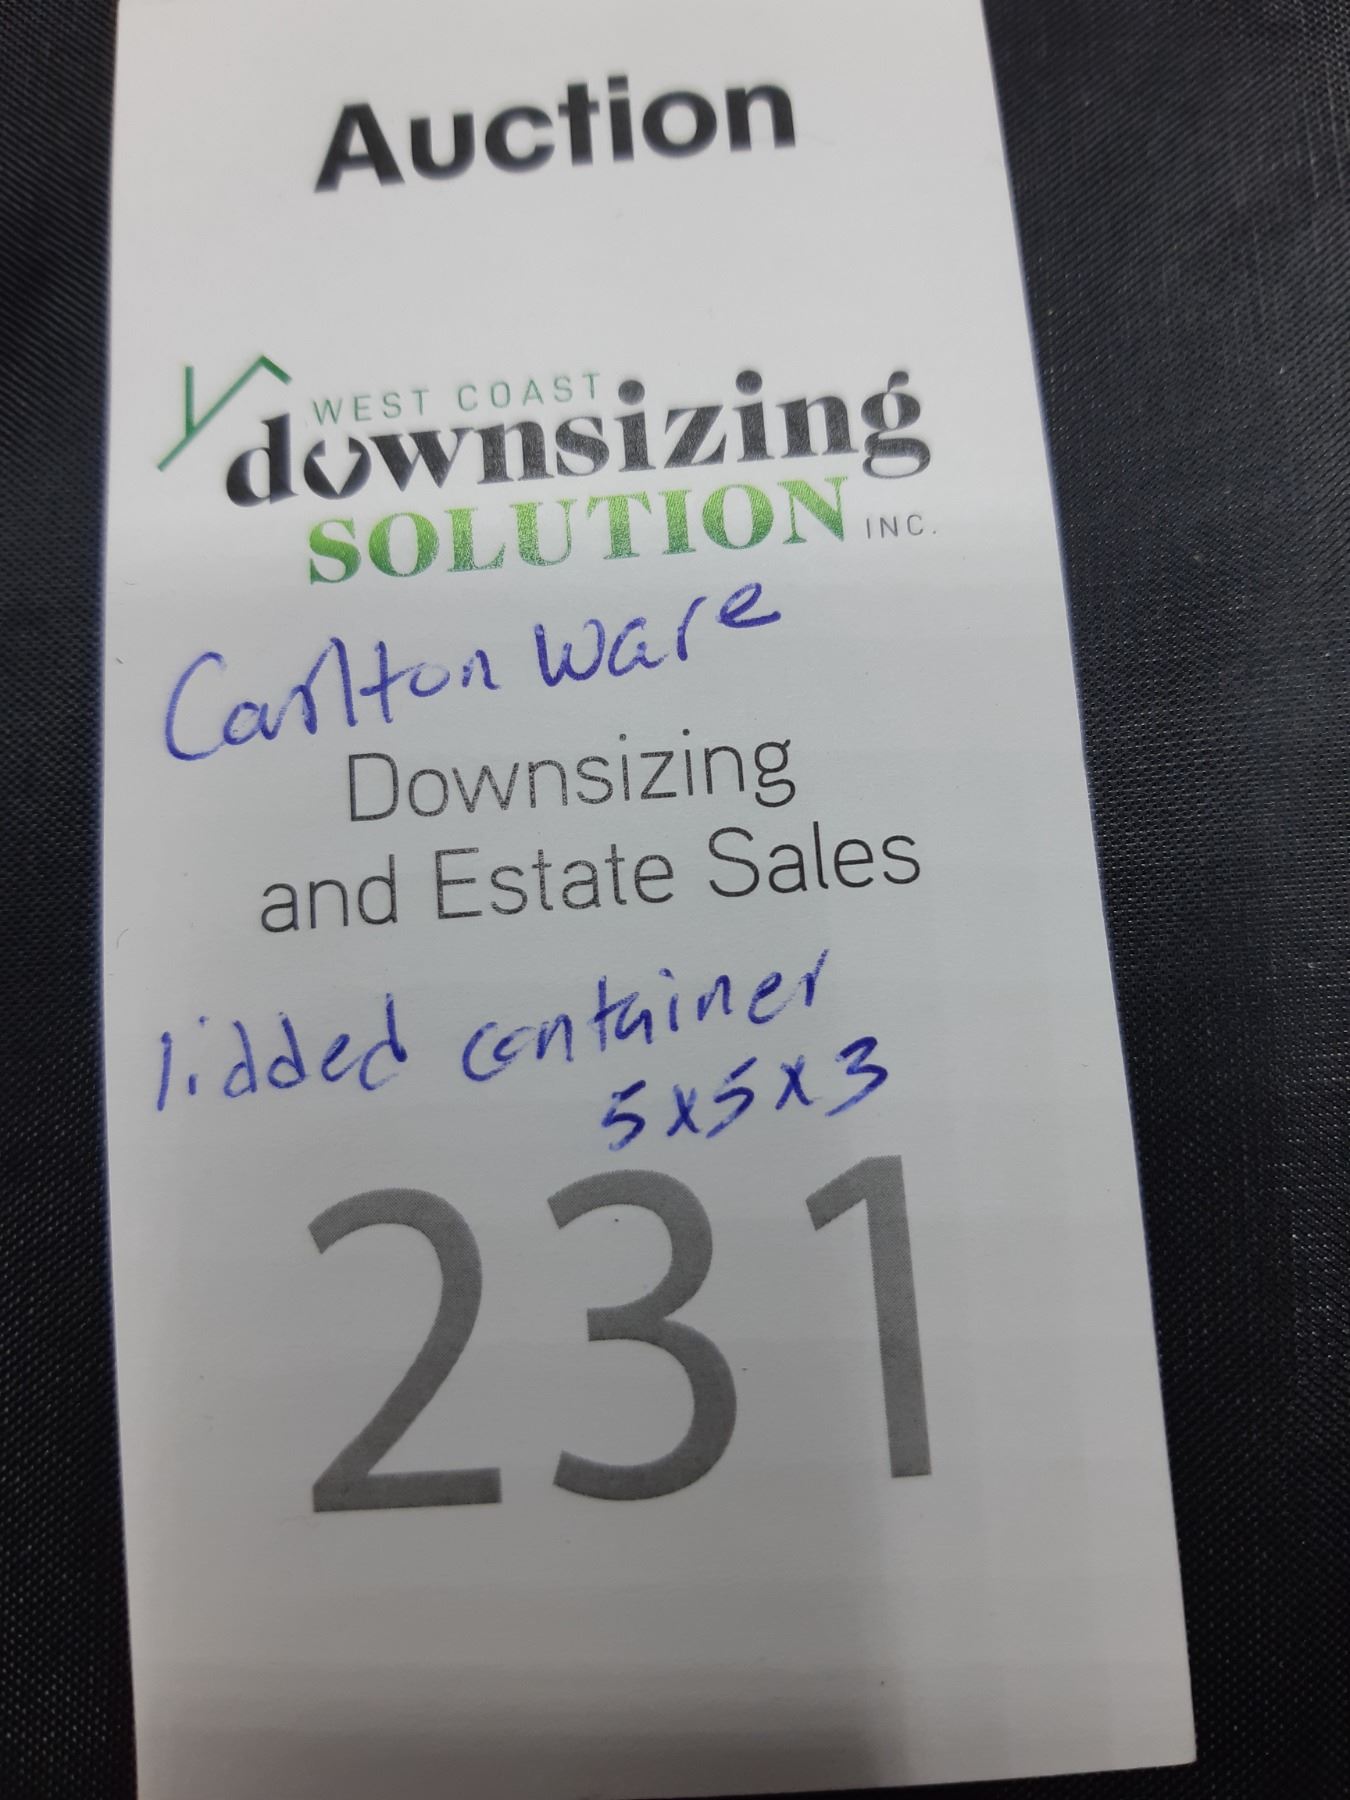 Auction
WEST COAST
downsizing
SOLUTION INC.
Carlton Ware
Downsizing
and Estate Sales
lidded container
5x5x3
231